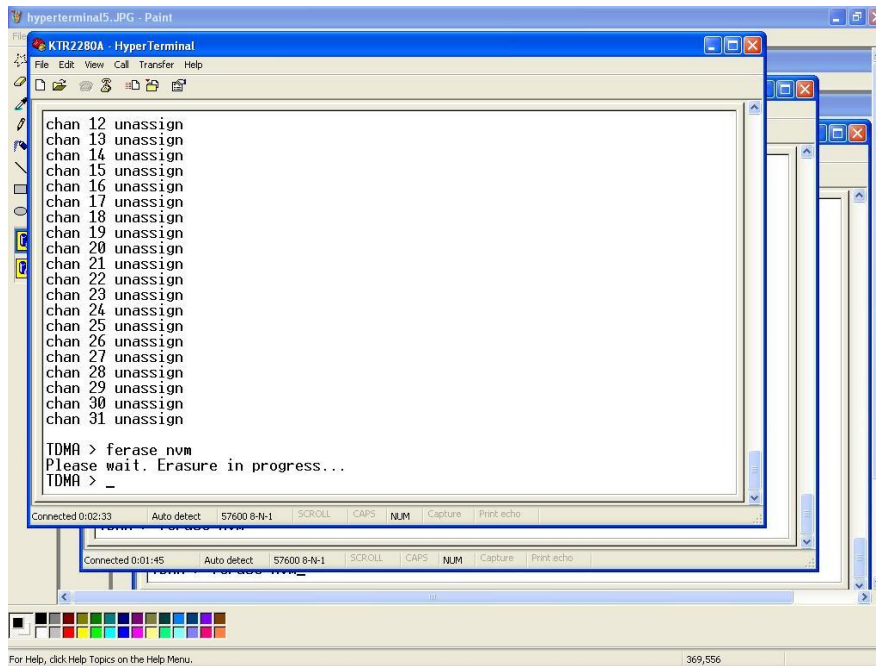 hyperterminal5.JPG - Paint
KTR2280A - HyperTerminal
File Edit View Call Transfer Help
chan 12 unassign
chan 13 unassign
chan 14 unassign
chan 15 unassign
chan 16 unassign
chan 17 unassign
chan 18 unassign
chan 19 unassign
chan 20 unassign
chan 21 unassign
chan 22 unassign
chan 23 unassign
chan 24 unassign
chan 25 unassign
chan 26 unassign
chan 27 unassign
chan 28 unassign
chan 29 unassign
chan 30 unassign
chan 31 unassign
TDMA > ferase nvm
Please wait. Erasure in progress...
TDMA > _
Connected 0:02:33 Auto detect 57600 8-N-1 SCROLL CAPS NUM Capture Print echo
Connected 0:01:45 Auto detect 57600 8-N-1 SCROLL CAPS NUM Capture Print echo
For Help, click Help Topics on the Help Menu. 369,556